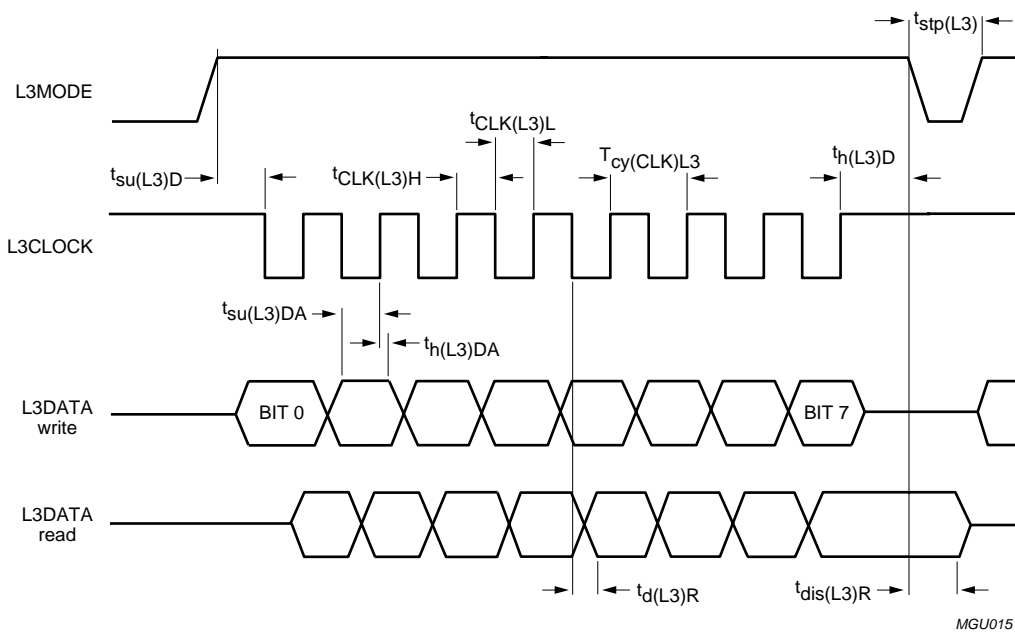 tstp(L3)
L3MODE
tCLK(L3)L
tsu(L3)D
tCLK(L3)H
Tcy(CLK)L3
th(L3)D
L3CLOCK
tsu(L3)DA
th(L3)DA
L3DATA
write
BIT 0
BIT 7
L3DATA
read
td(L3)R
tdis(L3)R
MGU015